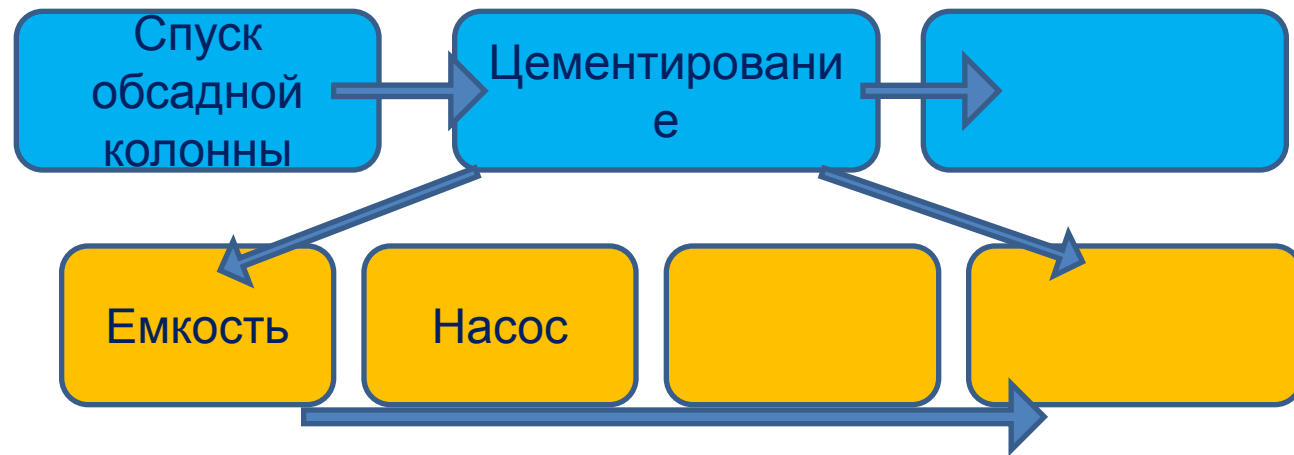 Спуск
обсадной
колонны
Цементировани
е
Емкость
Насос